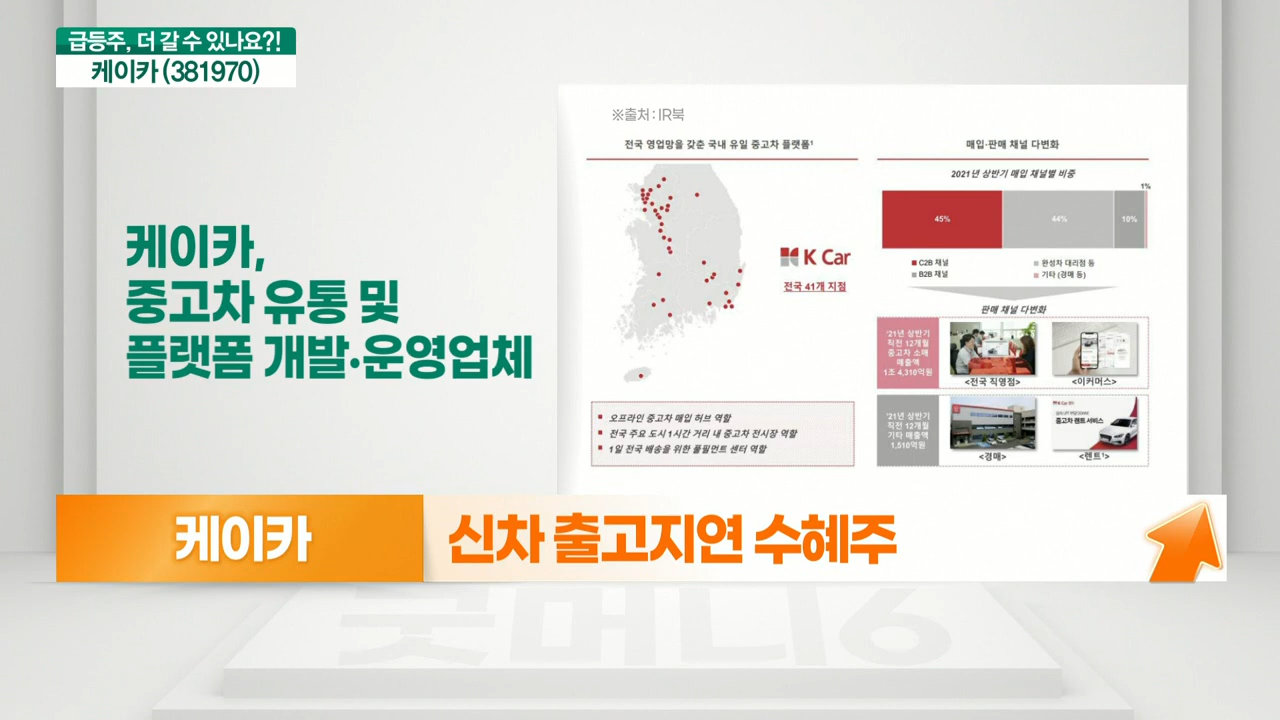 급등주, 더 갈 수 있나요?!
케이카 (381970)
케이카,
중고차 유통 및
플랫폼 개발·운영업체
※출처 : IR북
전국 영업망을 갖춘 국내 유일 중고차 플랫폼¹
K Car
전국 41개 지점
오프라인 중고차 매입 허브 역할
전국 주요 도시 1시간 거리 내 중고차 전시장 역할
1일 전국 배송을 위한 풀필먼트 센터 역할
매입·판매 채널 다변화
2021년 상반기 매입 채널별 비중
1%
45% 44% 10%
C2B 채널 완성차 대리점 등
B2B 채널 기타 (경매 등)
판매 채널 다변화
'21년 상반기
직전 12개월
중고차 소매
매출액
1조 4,310억원
<전국 직영점> <이커머스>
'21년 상반기
직전 12개월
기타 매출액
1,510억원
K Car
중고차 렌트 서비스
<경매> <렌트¹>
케이카
신차 출고지연 수혜주
굿머니6